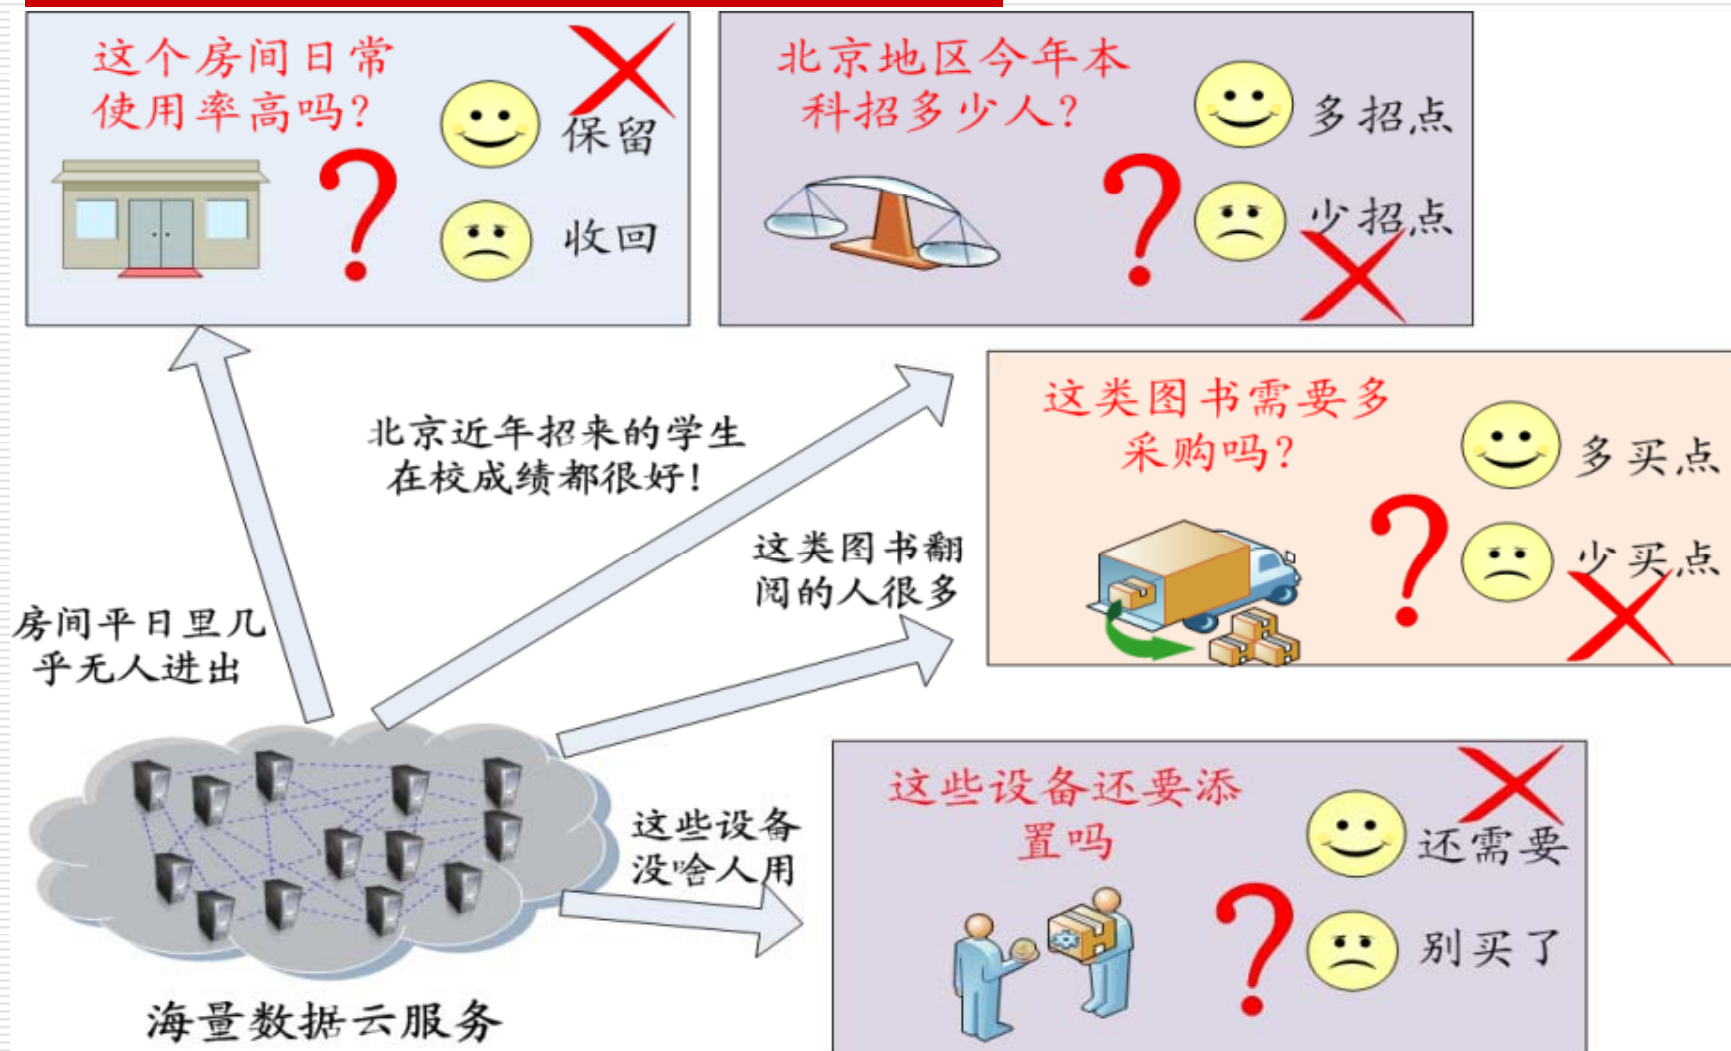 这个房间日常
使用率高吗?
保留
收回
北京地区今年本
科招多少人?
多招点
少招点
北京近年招来的学生
在校成绩都很好!
这类图书需要多
采购吗?
多买点
少买点
这类图书翻
阅的人很多
房间平日里几
乎无人进出
这些设备
没啥人用
这些设备还要添
置吗
还需要
别买了
海量数据云服务